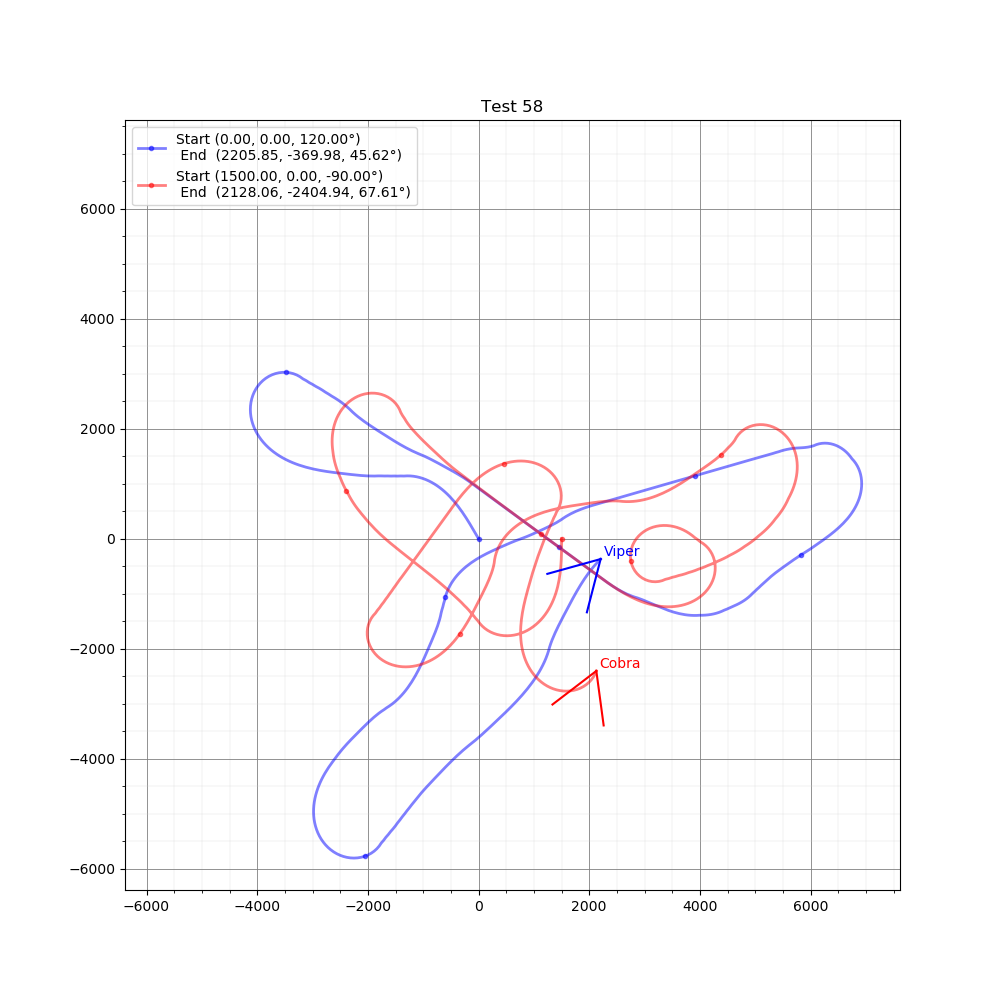 Test 58
Start (0.00, 0.00, 120.00°)
End (2205.85, -369.98, 45.62°)
Start (1500.00, 0.00, -90.00°)
End (2128.06, -2404.94, 67.61°)
6000
4000
2000
0
−2000
−4000
−6000
Viper
Cobra
−6000 −4000 −2000 0 2000 4000 6000